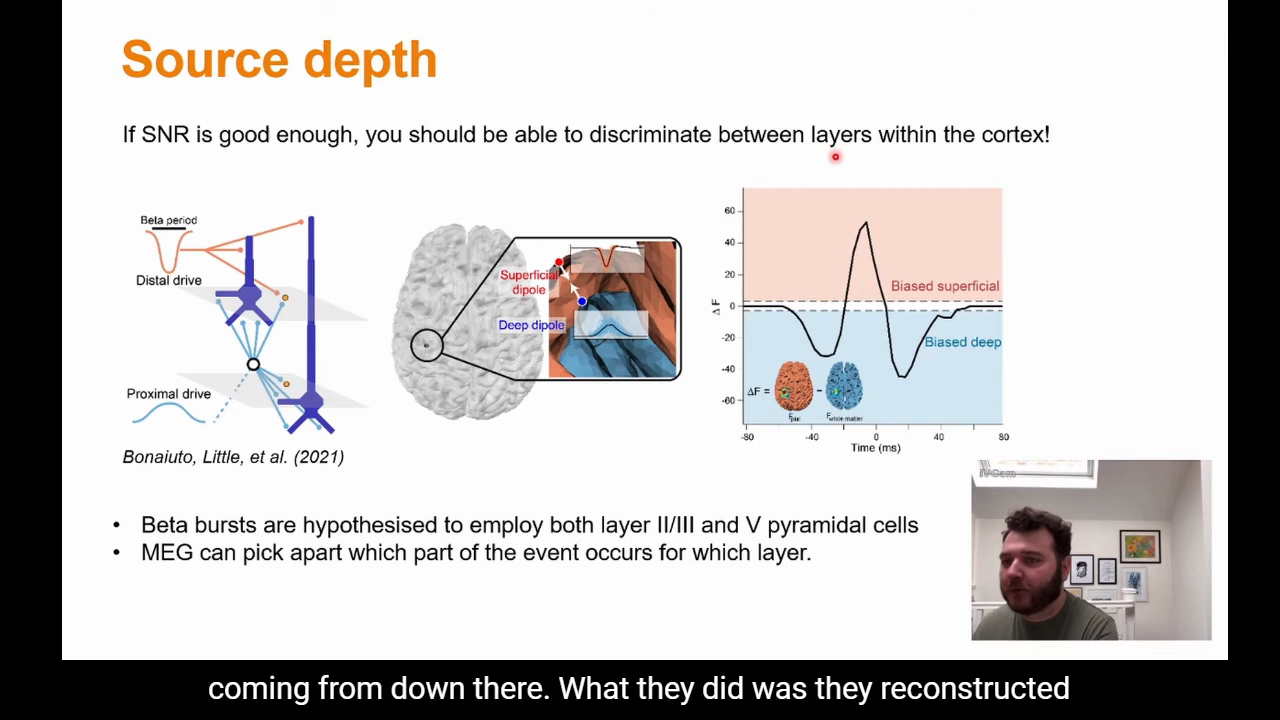 Source depth
If SNR is good enough, you should be able to discriminate between layers within the cortex!
Beta period
Distal drive
Proximal drive
Bonaiuto, Little, et al. (2021)
Superficial
dipole
Deep dipole
60
40
20
0
-20
-40
-60
ΔF
Biased superficial
Biased deep
ΔF =
-
Fpial
Fwhite matter
-80
-40
0
40
80
Time (ms)
• Beta bursts are hypothesised to employ both layer II/III and V pyramidal cells
• MEG can pick apart which part of the event occurs for which layer.
coming from down there. What they did was they reconstructed